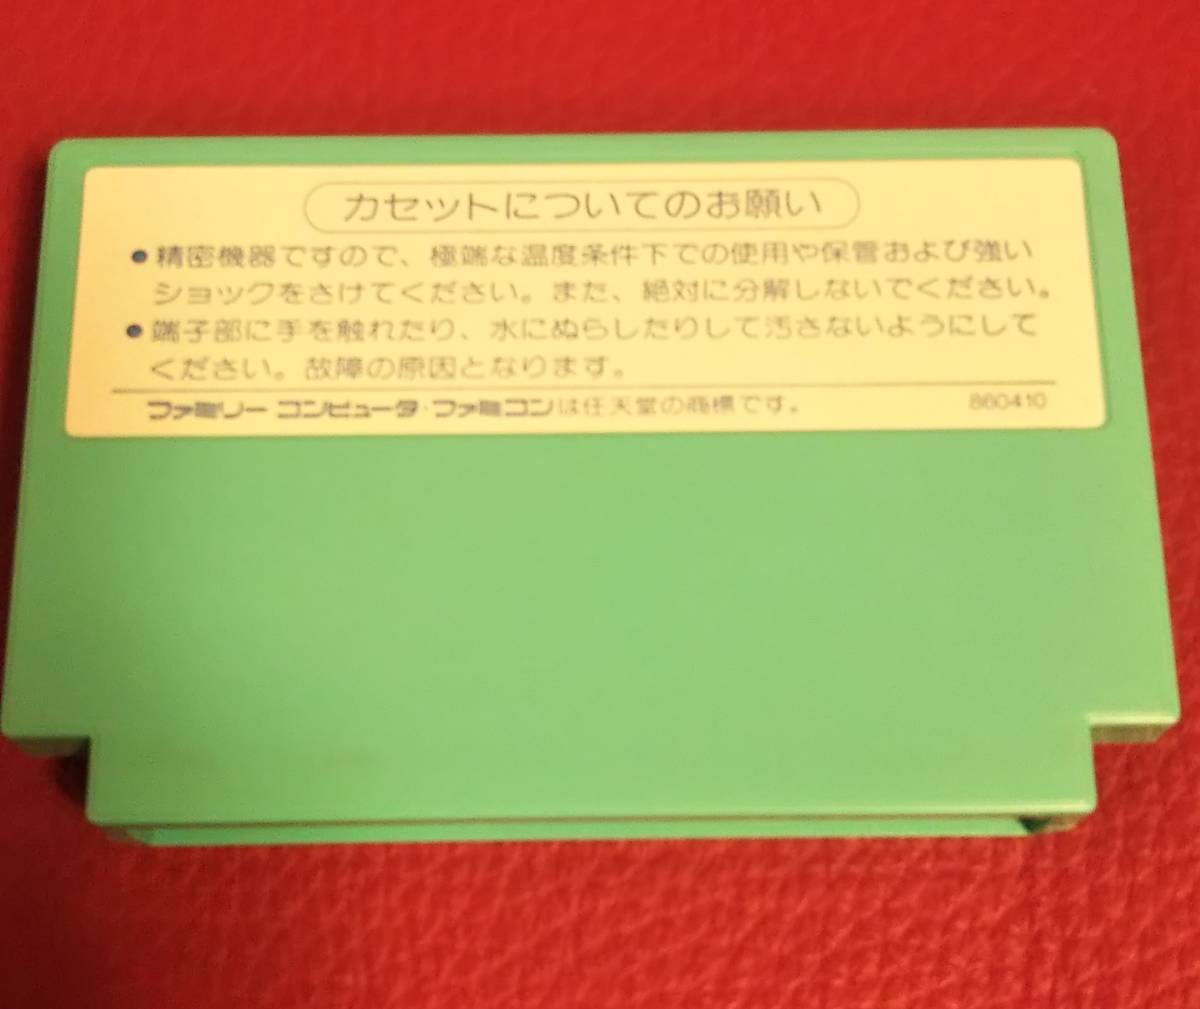 カセットについてのお願い
●精密機器ですので、極端な温度条件下での使用や保管および強い
ショックをさけてください。また、絶対に分解しないでください。
●端子部に手を触れたり、水にぬらしたりして汚さないようにして
ください。故障の原因となります。
ファミリーコンピュータ・ファミコンは任天堂の商標です。 860410